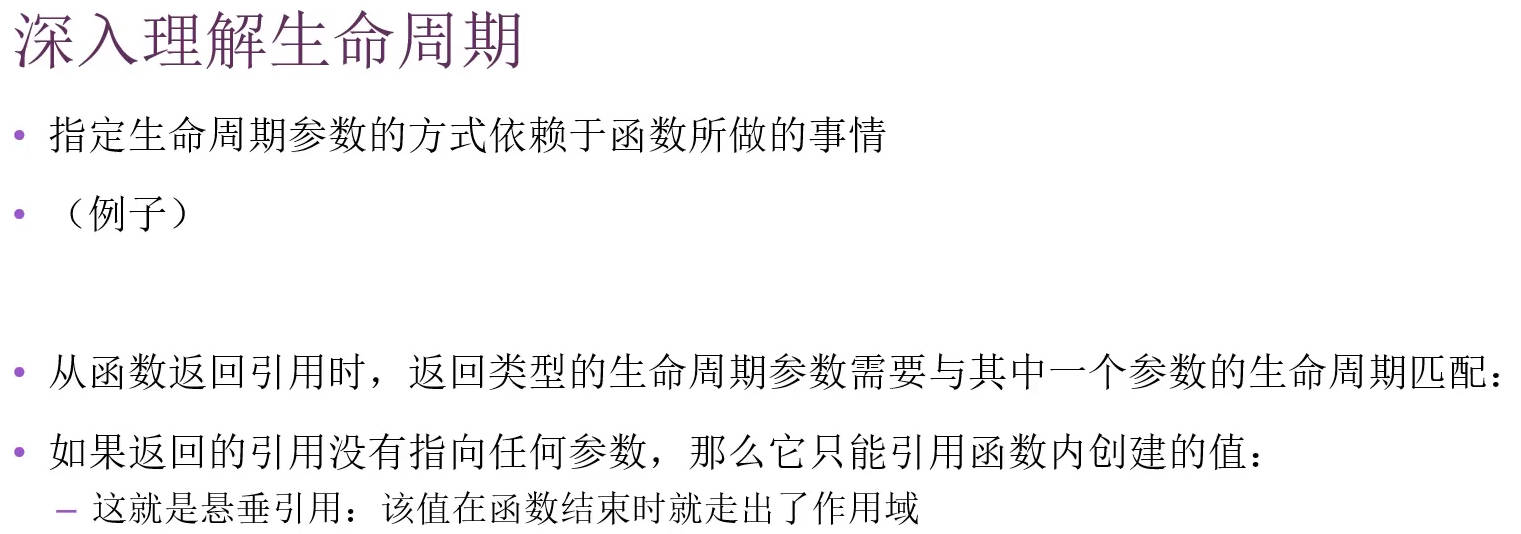 深入理解生命周期
• 指定生命周期参数的方式依赖于函数所做的事情
• （例子）
• 从函数返回引用时，返回类型的生命周期参数需要与其中一个参数的生命周期匹配：
• 如果返回的引用没有指向任何参数，那么它只能引用函数内创建的值：
– 这就是悬垂引用：该值在函数结束时就走出了作用域